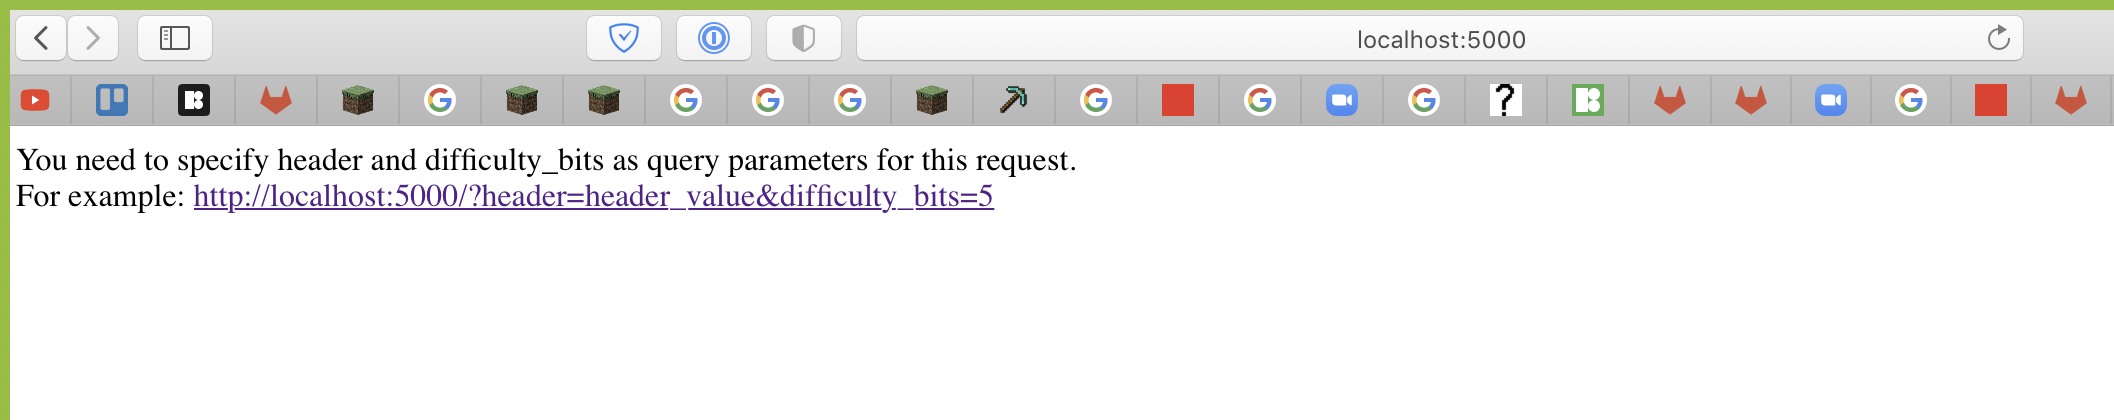 localhost:5000
You need to specify header and difficulty_bits as query parameters for this request.
For example: http://localhost:5000/?header=header_value&difficulty_bits=5